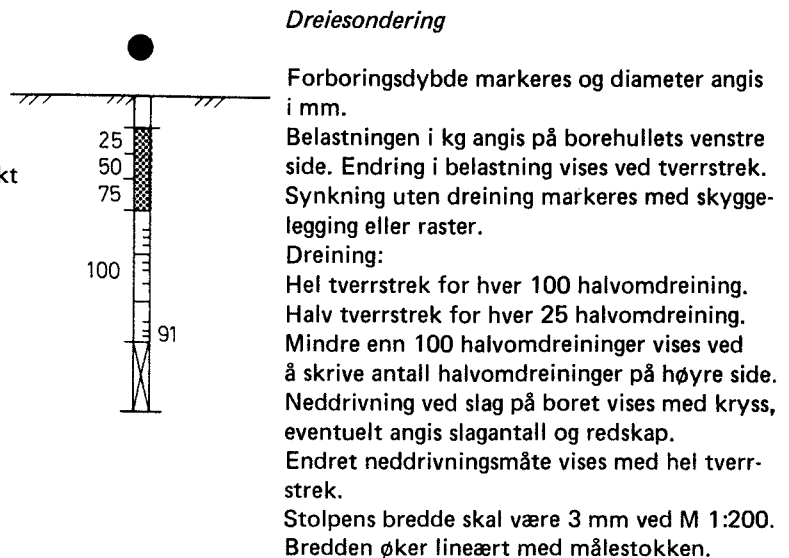 Dreiesondering
Forboringsdybde markeres og diameter angis
i mm.
Belastningen i kg angis på borehullets venstre
side. Endring i belastning vises ved tverrstrek.
Synkning uten dreining markeres med skygge-
legging eller raster.
Dreining:
Hel tverrstrek for hver 100 halvomdreining.
Halv tverrstrek for hver 25 halvomdreining.
Mindre enn 100 halvomdreininger vises ved
å skrive antall halvomdreininger på høyre side.
Neddrivning ved slag på boret vises med kryss,
eventuelt angis slagantall og redskap.
Endret neddrivningsmåte vises med hel tverr-
strek.
Stolpens bredde skal være 3 mm ved M 1:200.
Bredden øker lineært med målestokken.
25
50
kt
75
100
91